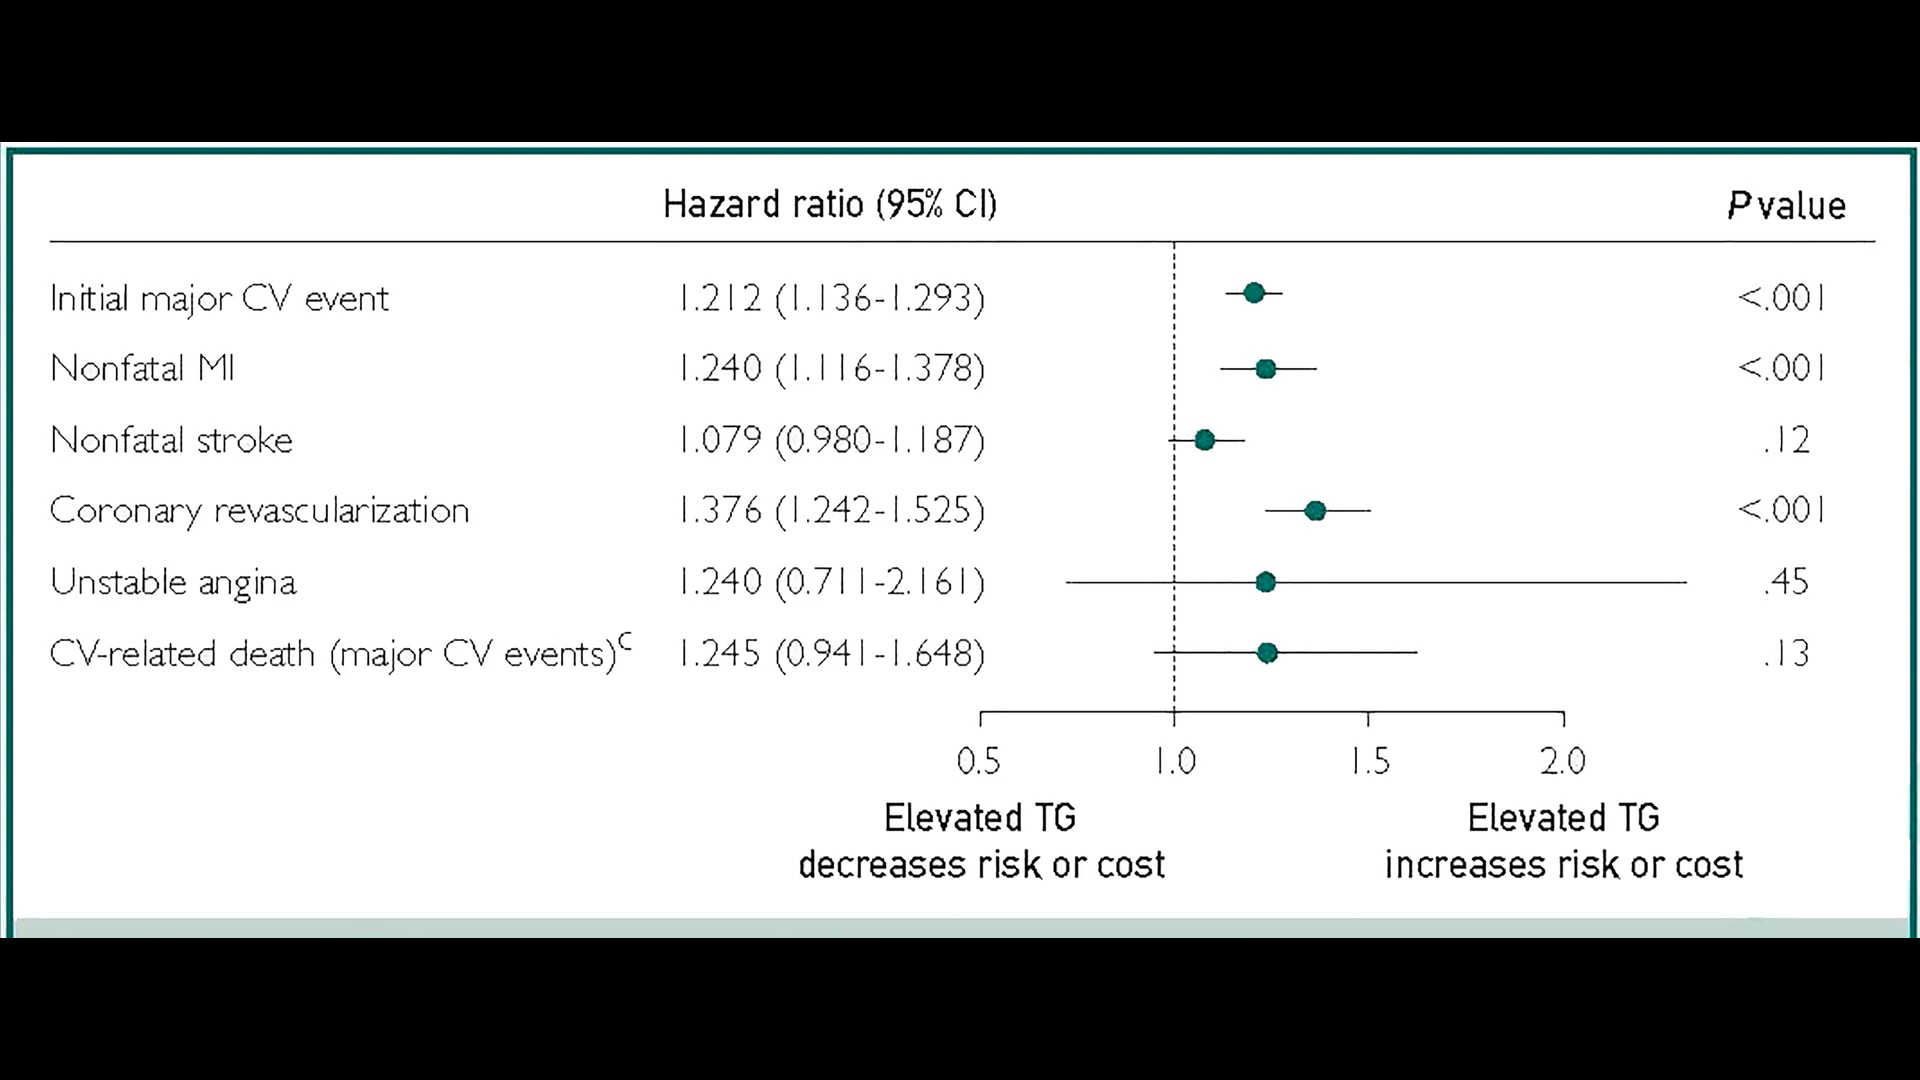 Hazard ratio (95% CI) P value
Initial major CV event 1.212 (1.136-1.293) <.001
Nonfatal MI 1.240 (1.116-1.378) <.001
Nonfatal stroke 1.079 (0.980-1.187) .12
Coronary revascularization 1.376 (1.242-1.525) <.001
Unstable angina 1.240 (0.711-2.161) .45
CV-related death (major CV events)c 1.245 (0.941-1.648) .13
0.5 1.0 1.5 2.0
Elevated TG Elevated TG
decreases risk or cost increases risk or cost